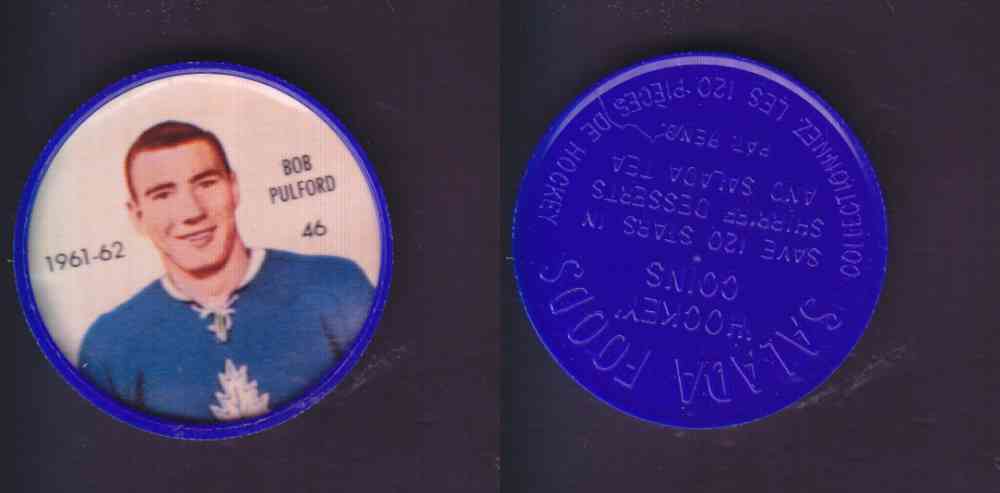 BOB
PULFORD
46
1961-62
SALADA FOODS
"HOCKEY"
COINS
SAVE 120 STARS IN
SHIRRIFF DESSERTS
AND SALADA TEA
PAT. PEND.
COLLECTIONNEZ LES 120 PIÈCES DE HOCKEY